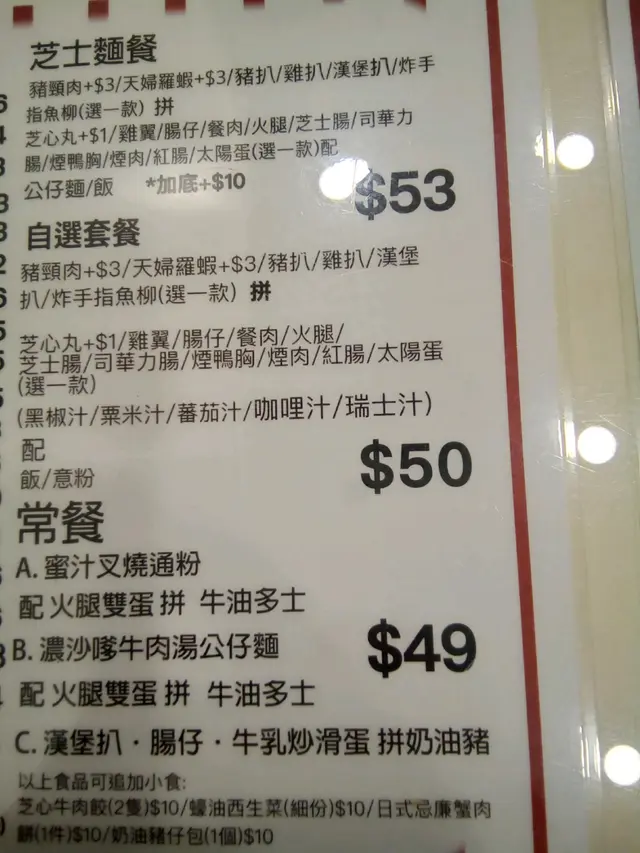 芝士麵餐
豬頸肉+$3/天婦羅蝦+$3/豬扒/雞扒/漢堡扒/炸手
指魚柳(選一款) 拼
芝心丸+$1/雞翼/腸仔/餐肉/火腿/芝士腸/司華力
腸/煙鴨胸/煙肉/紅腸/太陽蛋(選一款)配
公仔麵/飯 *加底+$10
$53
自選套餐
豬頸肉+$3/天婦羅蝦+$3/豬扒/雞扒/漢堡
扒/炸手指魚柳(選一款) 拼
芝心丸+$1/雞翼/腸仔/餐肉/火腿/
芝士腸/司華力腸/煙鴨胸/煙肉/紅腸/太陽蛋
(選一款)
(黑椒汁/粟米汁/蕃茄汁/咖哩汁/瑞士汁)
配
飯/意粉
$50
常餐
A. 蜜汁叉燒通粉
配 火腿雙蛋 拼 牛油多士
B. 濃沙嗲牛肉湯公仔麵
$49
配 火腿雙蛋 拼 牛油多士
C. 漢堡扒·腸仔·牛乳炒滑蛋 拼奶油豬
以上食品可追加小食:
芝心牛肉餃(2隻)$10/蠔油西生菜(細份)$10/日式忌廉蟹肉
餅(1件)$10/奶油豬仔包(1個)$10